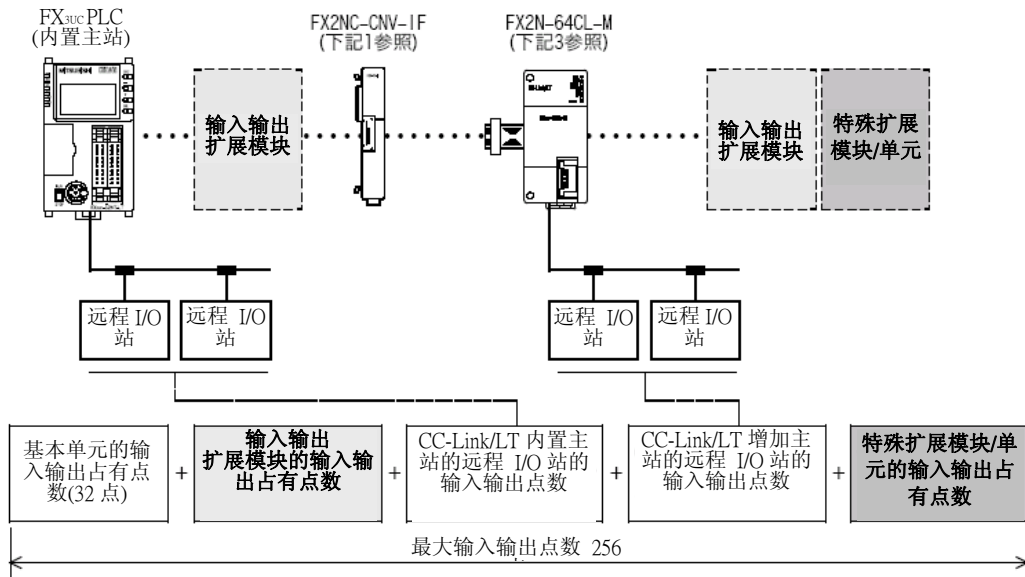 FX3UC PLC
(内置主站)
FX2NC-CNV-IF
(下記1参照)
FX2N-64CL-M
(下記3参照)
输入输出
扩展模块
输入输出
扩展模块
特殊扩展
模块/单元
远程 I/O
站
远程 I/O
站
远程 I/O
站
远程 I/O
站
基本单元的输
入输出占有点
数(32 点)
+
输入输出
扩展模块的输入输
出占有点数
+
CC-Link/LT 内置主
站的远程 I/O 站的
输入输出点数
+
CC-Link/LT 增加主
站的远程 I/O 站的
输入输出点数
+
特殊扩展模块/单
元的输入输出占
有点数
最大输入输出点数 256